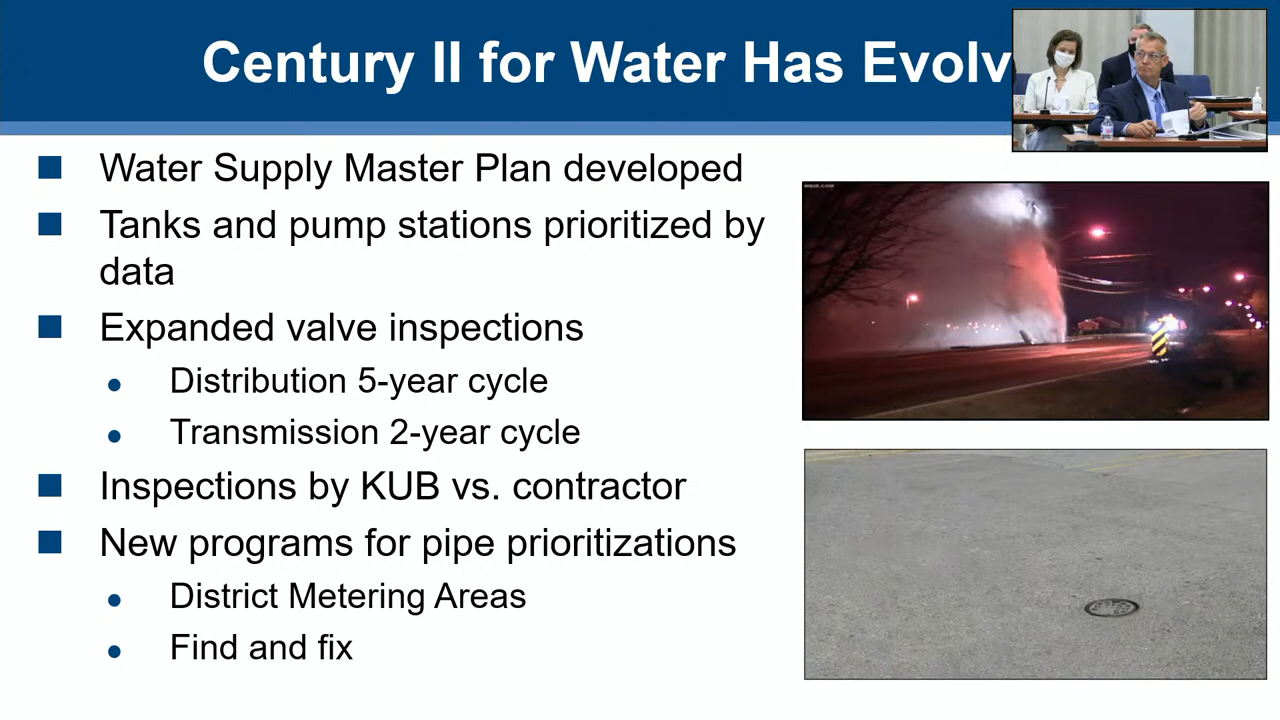 Century II for Water Has Evolv
Water Supply Master Plan developed
Tanks and pump stations prioritized by
data
Expanded valve inspections
Distribution 5-year cycle
Transmission 2-year cycle
Inspections by KUB vs. contractor
New programs for pipe prioritizations
District Metering Areas
Find and fix
WBIR.COM